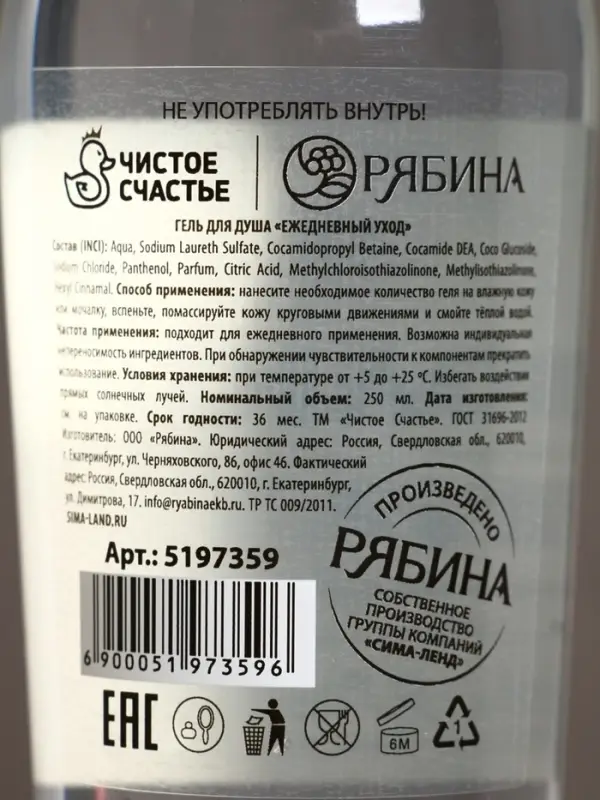 НЕ УПОТРЕБЛЯТЬ ВНУТРЬ!
ЧИСТОЕ СЧАСТЬЕ
РЯБИНА
ГЕЛЬ ДЛЯ ДУША «ЕЖЕДНЕВНЫЙ УХОД»
Состав (INCI): Aqua, Sodium Laureth Sulfate, Cocamidopropyl Betaine, Cocamide DEA, Coco Glucoside,
Sodium Chloride, Panthenol, Parfum, Citric Acid, Methylchloroisothiazolinone, Methylisothiazolinone,
Hexyl Cinnamal. Способ применения: нанесите необходимое количество геля на влажную кожу
или мочалку, вспеньте, помассируйте кожу круговыми движениями и смойте тёплой водой.
Частота применения: подходит для ежедневного применения. Возможна индивидуальная
непереносимость ингредиентов. При обнаружении чувствительности к компонентам прекратить
использование. Условия хранения: при температуре от +5 до +25 °C. Избегать воздействия
прямых солнечных лучей. Номинальный объем: 250 мл. Дата изготовления:
см. на упаковке. Срок годности: 36 мес. ТМ «Чистое Счастье». ГОСТ 31696-2012
Изготовитель: ООО «Рябина». Юридический адрес: Россия, Свердловская обл., 620010,
г. Екатеринбург, ул. Черняховского, 86, офис 46. Фактический
адрес: Россия, Свердловская обл., 620010, г. Екатеринбург,
ул. Димитрова, 17. info@ryabinaekb.ru. ТР ТС 009/2011.
SIMA-LAND.RU
Арт.: 5197359
6 900051 973596
ПРОИЗВЕДЕНО
РЯБИНА
СОБСТВЕННОЕ
ПРОИЗВОДСТВО
ГРУППЫ КОМПАНИЙ
«СИМА-ЛЕНД»
EAC
6M
1